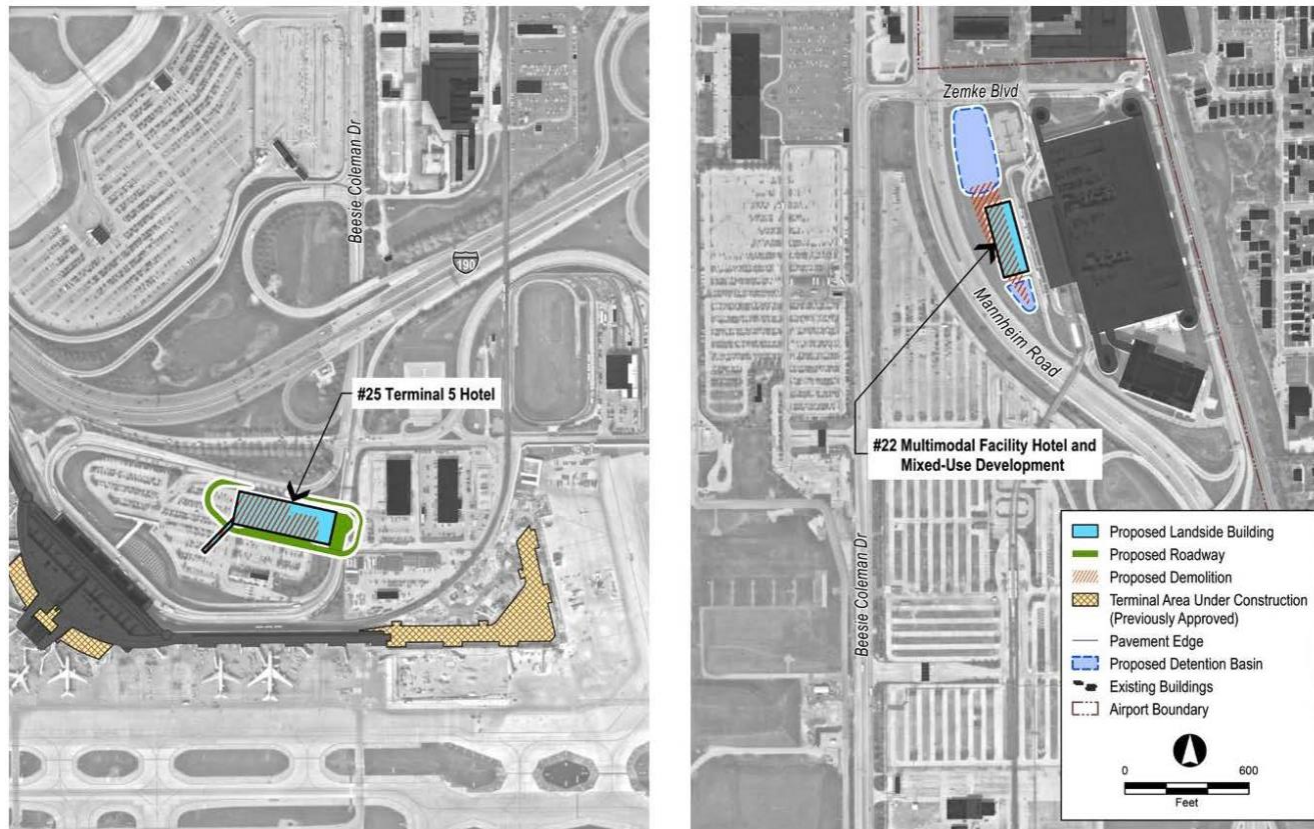 Beesie Coleman Dr
190
#25 Terminal 5 Hotel
Zemke Blvd
Mannheim Road
#22 Multimodal Facility Hotel and
Mixed-Use Development
Beesie Coleman Dr
Proposed Landside Building
Proposed Roadway
Proposed Demolition
Terminal Area Under Construction
(Previously Approved)
Pavement Edge
Proposed Detention Basin
Existing Buildings
Airport Boundary
0 600
Feet